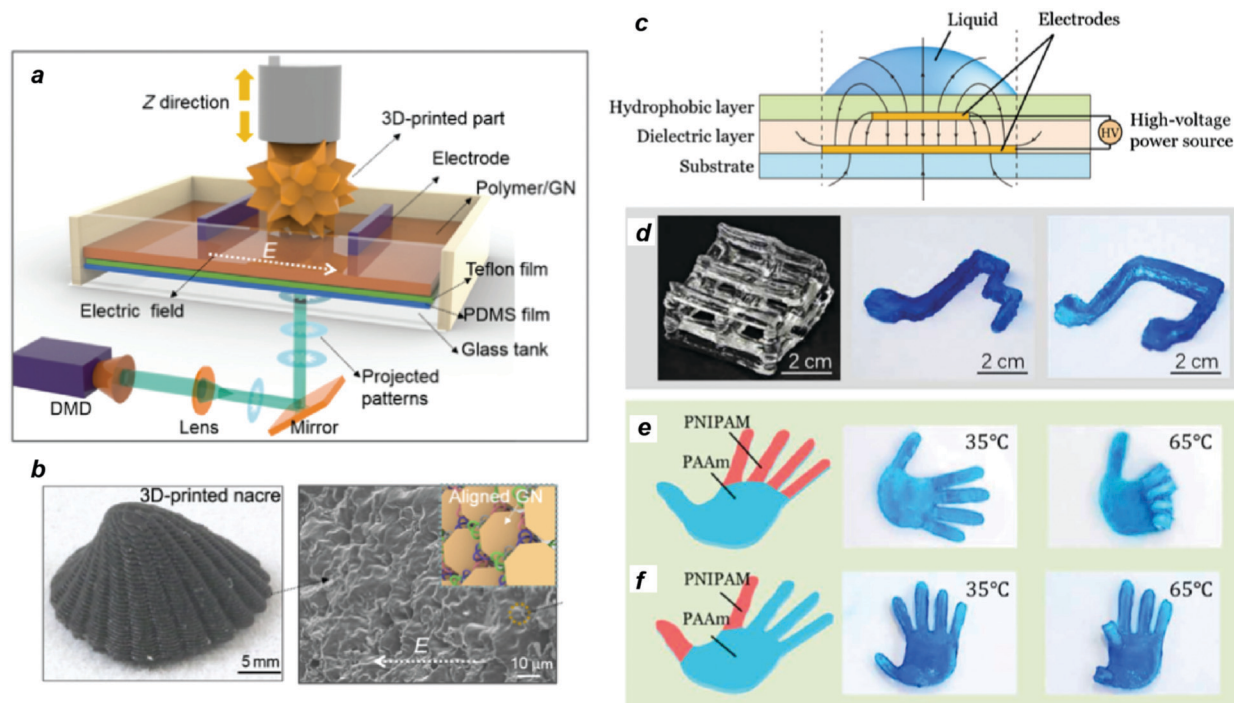 a
Z direction
3D-printed part
Electrode
Polymer/GN
E
Teflon film
Electric field
PDMS film
Glass tank
Projected
patterns
DMD
Lens
Mirror
b
3D-printed nacre
5 mm
Aligned GN
E
10 µm
c
Liquid
Electrodes
Hydrophobic layer
Dielectric layer
Substrate
HV
High-voltage
power source
d
2 cm
2 cm
2 cm
e
PNIPAM
PAAm
35°C
65°C
f
PNIPAM
PAAm
35°C
65°C